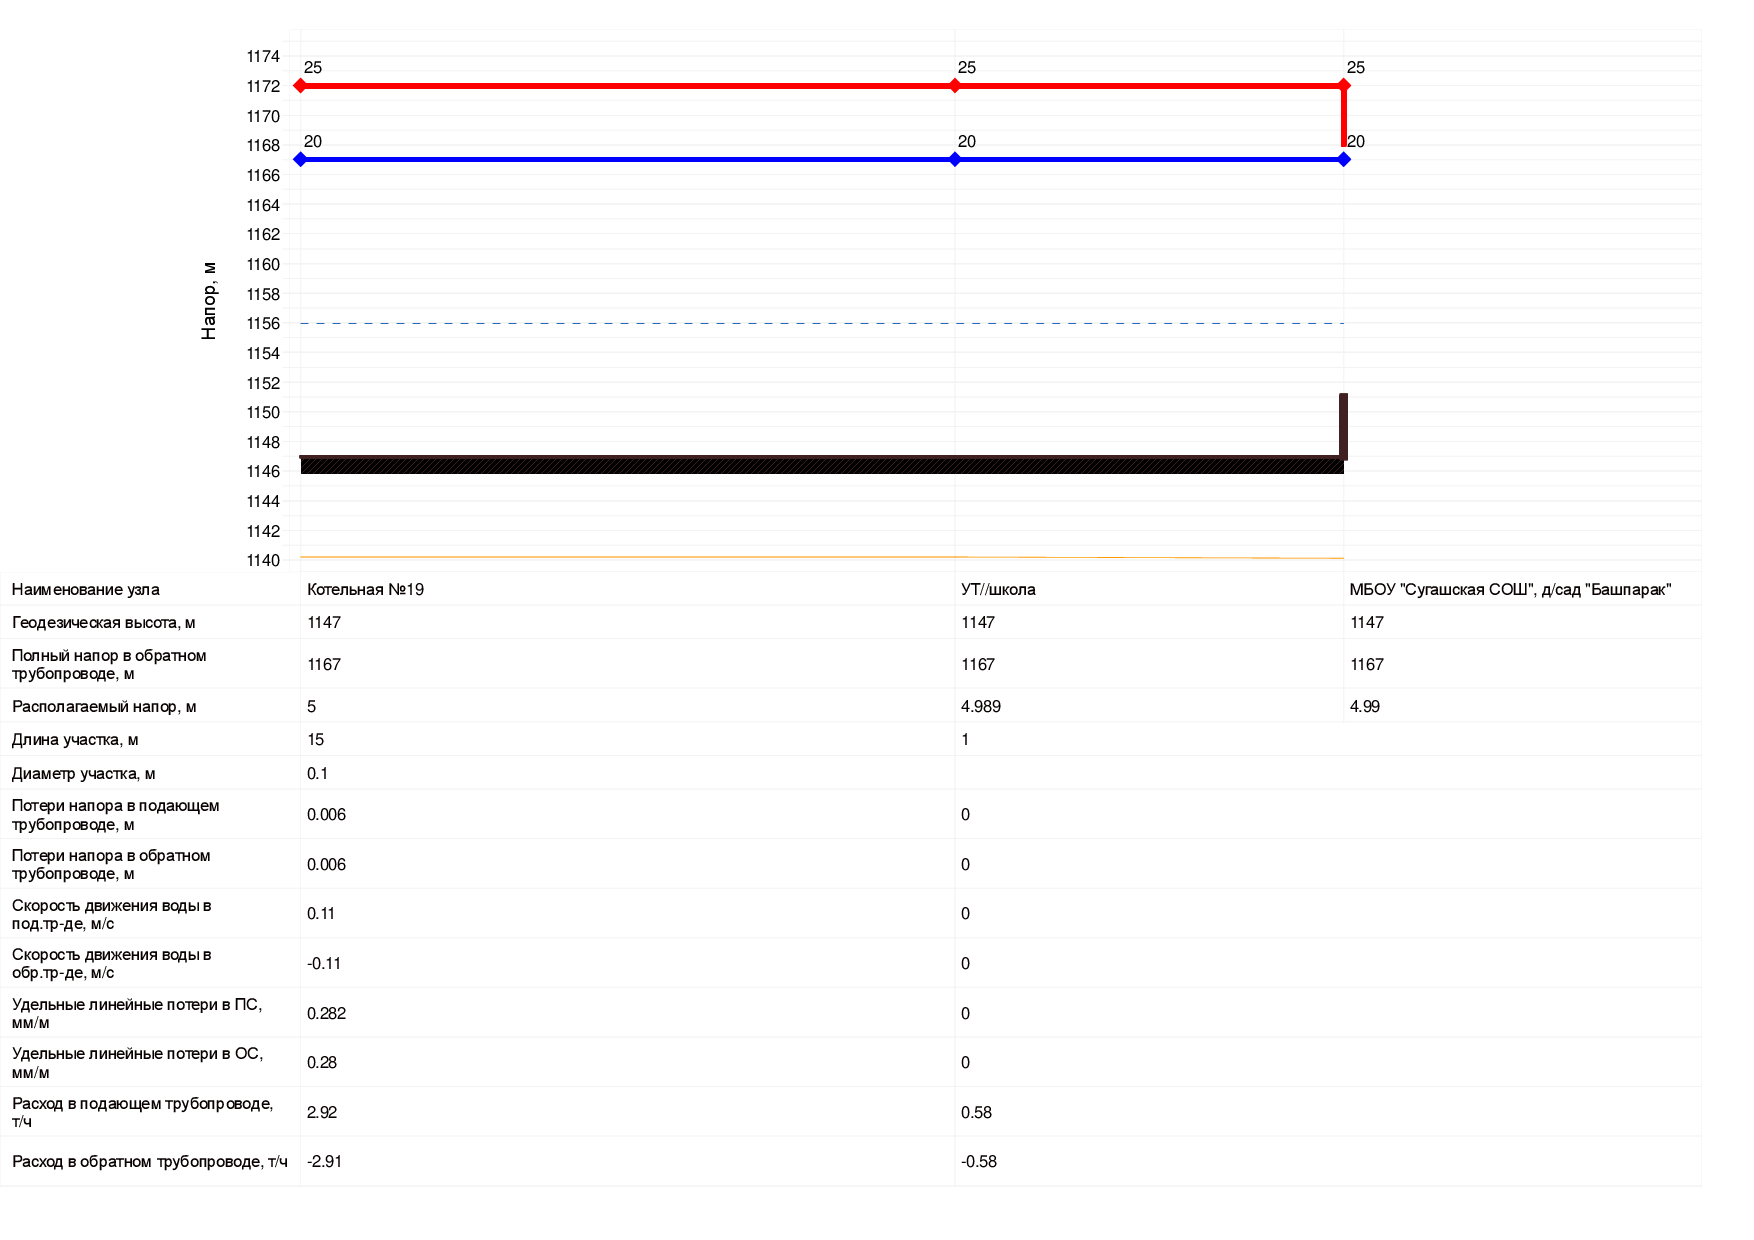 1174
25
25
25
1172
1170
1168
20
20
20
1166
1164
1162
1160
Напор, м
1158
1156
1154
1152
1150
1148
1146
1144
1142
1140
Наименование узла
Котельная №19
УТ//школа
МБОУ "Сугашская СОШ", д/сад "Башпарак"
Геодезическая высота, м
1147
1147
1147
Полный напор в обратном
трубопроводе, м
1167
1167
1167
Располагаемый напор, м
5
4.989
4.99
Длина участка, м
15
1
Диаметр участка, м
0.1
Потери напора в подающем
трубопроводе, м
0.006
0
Потери напора в обратном
трубопроводе, м
0.006
0
Скорость движения воды в
под.тр-де, м/с
0.11
0
Скорость движения воды в
обр.тр-де, м/с
-0.11
0
Удельные линейные потери в ПС,
мм/м
0.282
0
Удельные линейные потери в ОС,
мм/м
0.28
0
Расход в подающем трубопроводе,
т/ч
2.92
0.58
Расход в обратном трубопроводе, т/ч
-2.91
-0.58